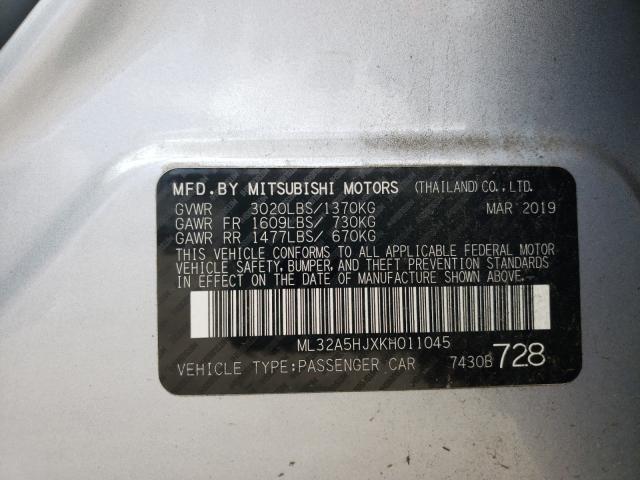 MFD.BY MITSUBISHI MOTORS (THAILAND)CO.,LTD.
GVWR 3020LBS/1370KG MAR 2019
GAWR FR 1609LBS/ 730KG
GAWR RR 1477LBS/ 670KG
THIS VEHICLE CONFORMS TO ALL APPLICABLE FEDERAL MOTOR
VEHICLE SAFETY, BUMPER, AND THEFT PREVENTION STANDARDS
IN EFFECT ON THE DATE OF MANUFACTURE SHOWN ABOVE.
ML32A5HJXKH011045
VEHICLE TYPE:PASSENGER CAR 7430B 728